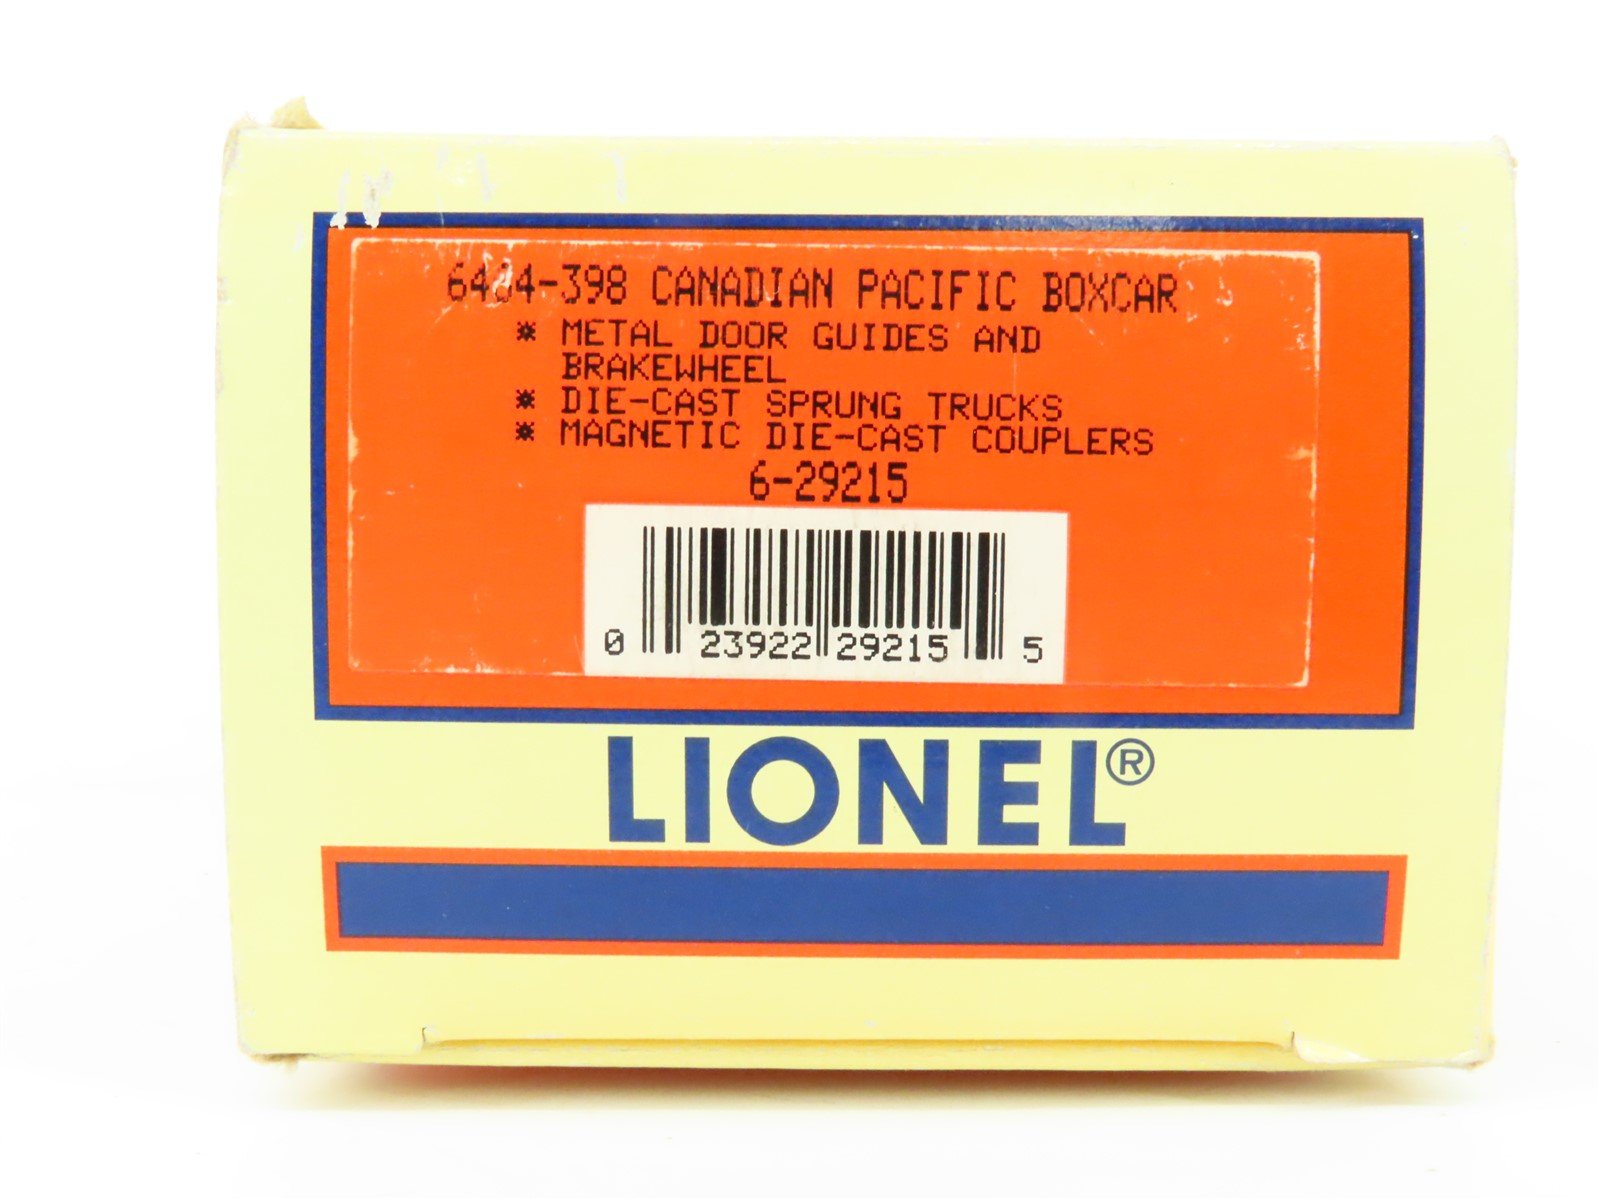 6464-398 CANADIAN PACIFIC BOXCAR
* METAL DOOR GUIDES AND
BRAKEWHEEL
* DIE-CAST SPRUNG TRUCKS
* MAGNETIC DIE-CAST COUPLERS
6-29215
0 23922 29215 5
LIONEL®